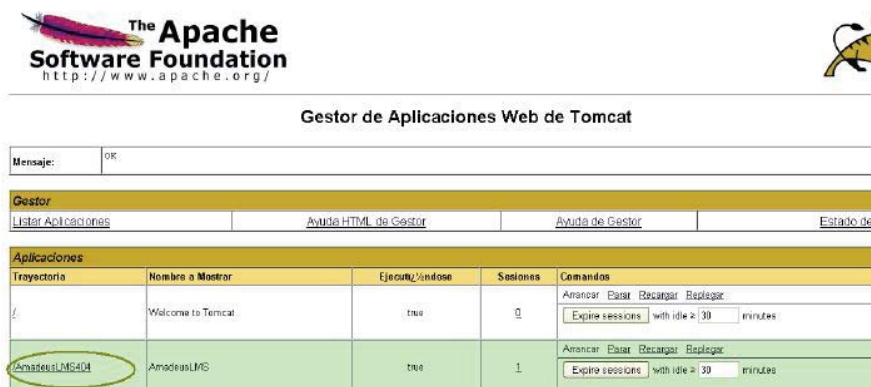 The Apache
Software Foundation
http://www.apache.org/
Gestor de Aplicaciones Web de Tomcat
Mensaje: OK
Gestor
Listar Aplicaciones Ayuda HTML de Gestor Ayuda de Gestor Estado de
Aplicaciones
Trayectoria Nombre a Mostrar Ejecutï¿½ndose Sesiones Comandos
Arrancar Parar Recargar Replegar
/ Welcome to Tomcat true 0
Expire sessions with idle ≥ 30 minutes
Arrancar Parar Recargar Replegar
/AmadeusLMS404 AmadeusLMS true 1
Expire sessions with idle ≥ 30 minutes